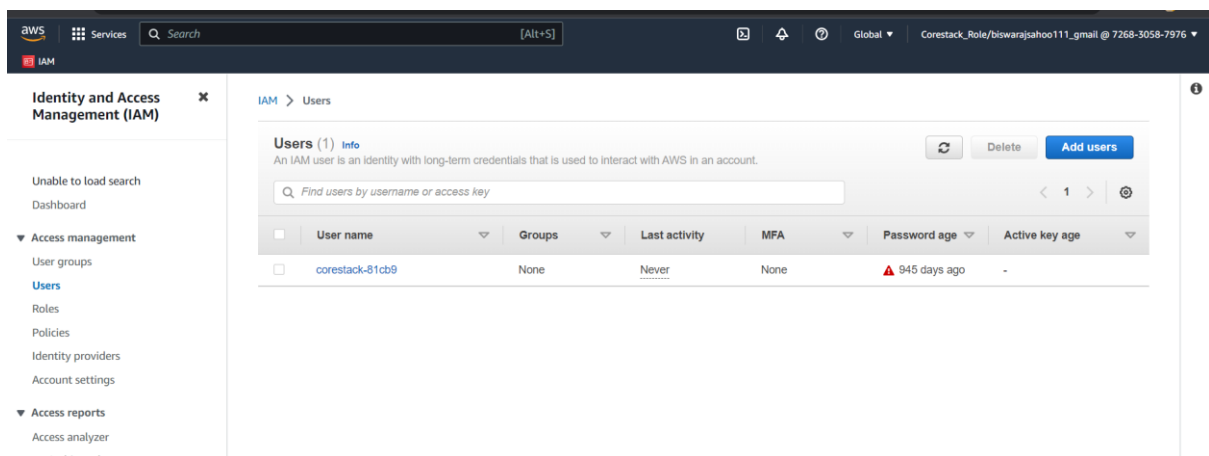 aws
Services
Search
[Alt+S]
Global
Corestack_Role/biswarajsahoo111_gmail @ 7268-3058-7976
IAM
Identity and Access
Management (IAM)
Unable to load search
Dashboard
Access management
User groups
Users
Roles
Policies
Identity providers
Account settings
Access reports
Access analyzer
IAM > Users
Users (1) Info
An IAM user is an identity with long-term credentials that is used to interact with AWS in an account.
Delete
Add users
Find users by username or access key
1
User name Groups Last activity MFA Password age Active key age
corestack-81cb9 None Never None 945 days ago -